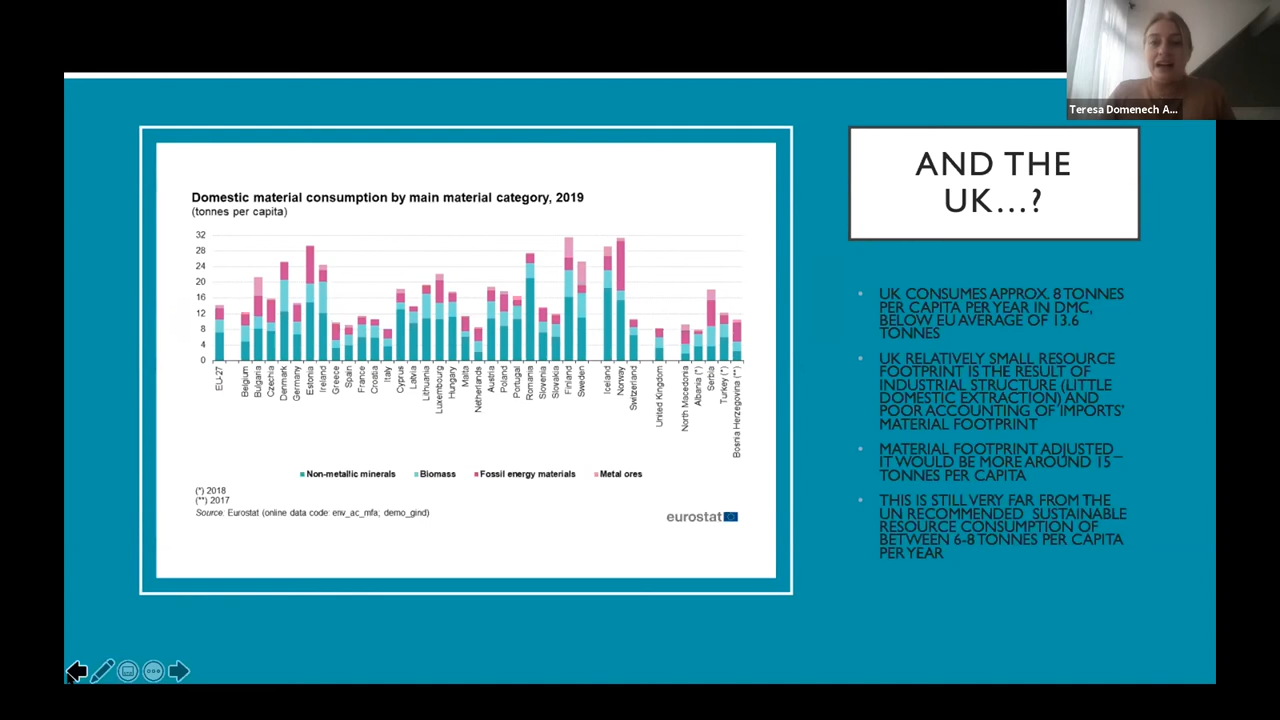 Teresa Domenech A...
Domestic material consumption by main material category, 2019
(tonnes per capita)
32
28
24
20
16
12
8
4
0
EU-27
Belgium
Bulgaria
Czechia
Denmark
Germany
Estonia
Ireland
Greece
Spain
France
Croatia
Italy
Cyprus
Latvia
Lithuania
Luxembourg
Hungary
Malta
Netherlands
Austria
Poland
Portugal
Romania
Slovenia
Slovakia
Finland
Sweden
Iceland
Norway
Switzerland
United Kingdom
North Macedonia
Albania (*)
Serbia
Turkey (*)
Bosnia Herzegovina (**)
Non-metallic minerals Biomass Fossil energy materials Metal ores
(*) 2018
(**) 2017
Source: Eurostat (online data code: env_ac_mfa; demo_gind)
eurostat
AND THE
UK...?
• UK CONSUMES APPROX. 8 TONNES
PER CAPITA PER YEAR IN DMC,
BELOW EU AVERAGE OF 13.6
TONNES
• UK RELATIVELY SMALL RESOURCE
FOOTPRINT IS THE RESULT OF
INDUSTRIAL STRUCTURE (LITTLE
DOMESTIC EXTRACTION) AND
POOR ACCOUNTING OF 'IMPORTS'
MATERIAL FOOTPRINT
• MATERIAL FOOTPRINT ADJUSTED –
IT WOULD BE MORE AROUND 15
TONNES PER CAPITA
• THIS IS STILL VERY FAR FROM THE
UN RECOMMENDED SUSTAINABLE
RESOURCE CONSUMPTION OF
BETWEEN 6-8 TONNES PER CAPITA
PER YEAR